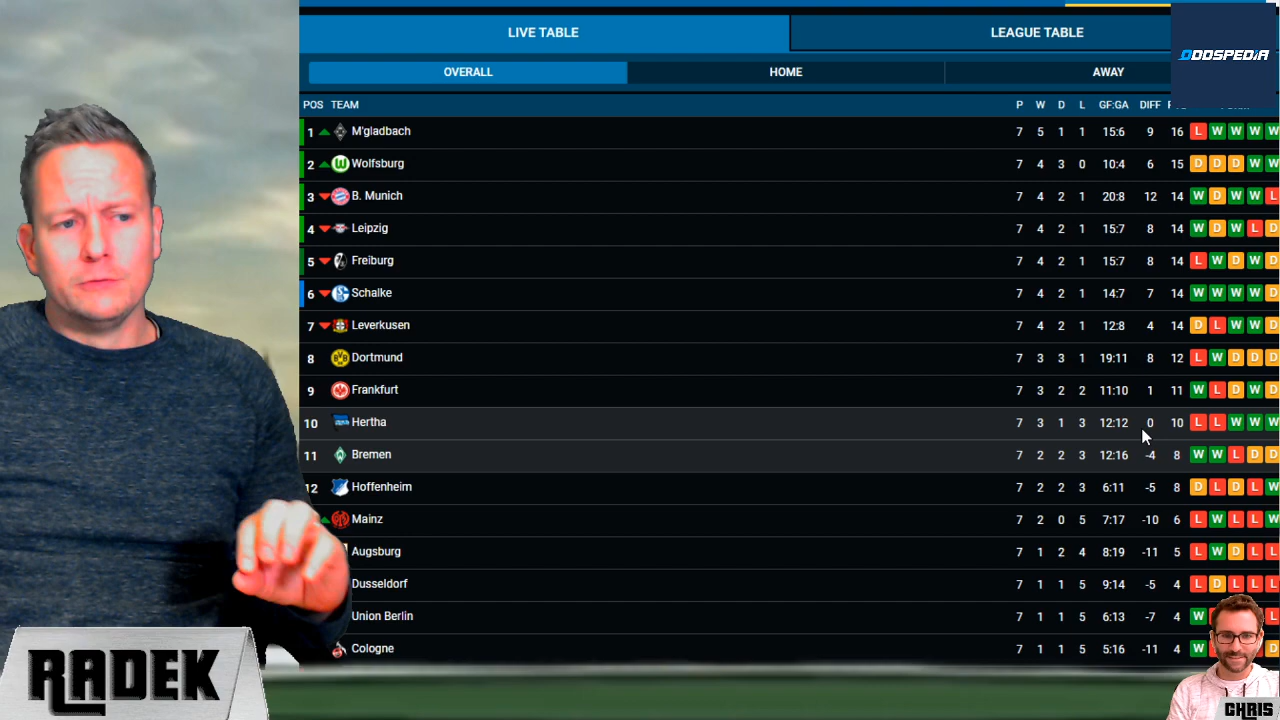 LIVE TABLE LEAGUE TABLE
ODDSPEDIA
OVERALL HOME AWAY
POS TEAM P W D L GF:GA DIFF
1 M'gladbach 7 5 1 1 15:6 9 16 L W W W W
2 Wolfsburg 7 4 3 0 10:4 6 15 D D D W W
3 B. Munich 7 4 2 1 20:8 12 14 W D W W L
4 Leipzig 7 4 2 1 15:7 8 14 W D W L D
5 Freiburg 7 4 2 1 15:7 8 14 L W D W D
6 Schalke 7 4 2 1 14:7 7 14 W W W W D
7 Leverkusen 7 4 2 1 12:8 4 14 D L W W D
8 Dortmund 7 3 3 1 19:11 8 12 L W D D D
9 Frankfurt 7 3 2 2 11:10 1 11 W L D W D
10 Hertha 7 3 1 3 12:12 0 10 L L W W W
11 Bremen 7 2 2 3 12:16 -4 8 W W L D D
12 Hoffenheim 7 2 2 3 6:11 -5 8 D L D L W
Mainz 7 2 0 5 7:17 -10 6 L W L L W
Augsburg 7 1 2 4 8:19 -11 5 L W D L L
Dusseldorf 7 1 1 5 9:14 -5 4 L D L L L
Union Berlin 7 1 1 5 6:13 -7 4 W L
Cologne 7 1 1 5 5:16 -11 4 W D
RADEK
CHRIS